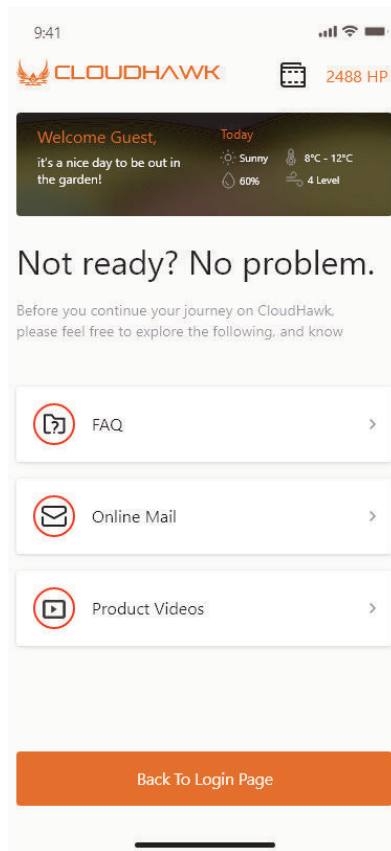 9:41
CLOUDHAWK
2488 HP
Welcome Guest,
it's a nice day to be out in
the garden!
Today
Sunny
8°C - 12°C
60%
4 Level
Not ready? No problem.
Before you continue your journey on CloudHawk,
please feel free to explore the following, and know
FAQ
Online Mail
Product Videos
Back To Login Page